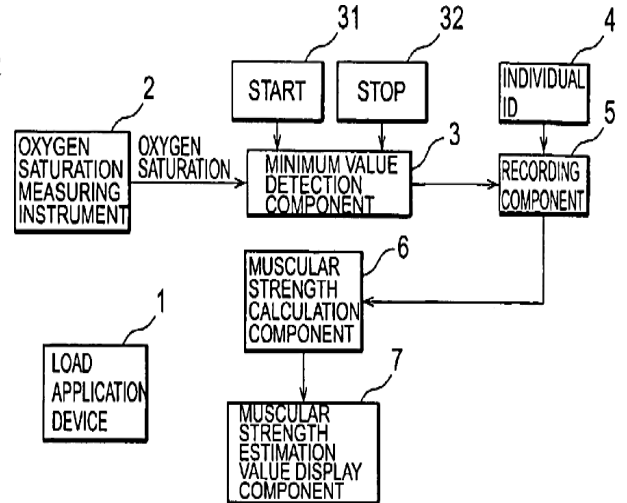 31
32
4
START
STOP
INDIVIDUAL
ID
2
5
3
OXYGEN
SATURATION
MEASURING
INSTRUMENT
OXYGEN
SATURATION
MINIMUM VALUE
DETECTION
COMPONENT
RECORDING
COMPONENT
6
MUSCULAR
STRENGTH
CALCULATION
COMPONENT
1
LOAD
APPLICATION
DEVICE
7
MUSCULAR
STRENGTH
ESTIMATION
VALUE DISPLAY
COMPONENT